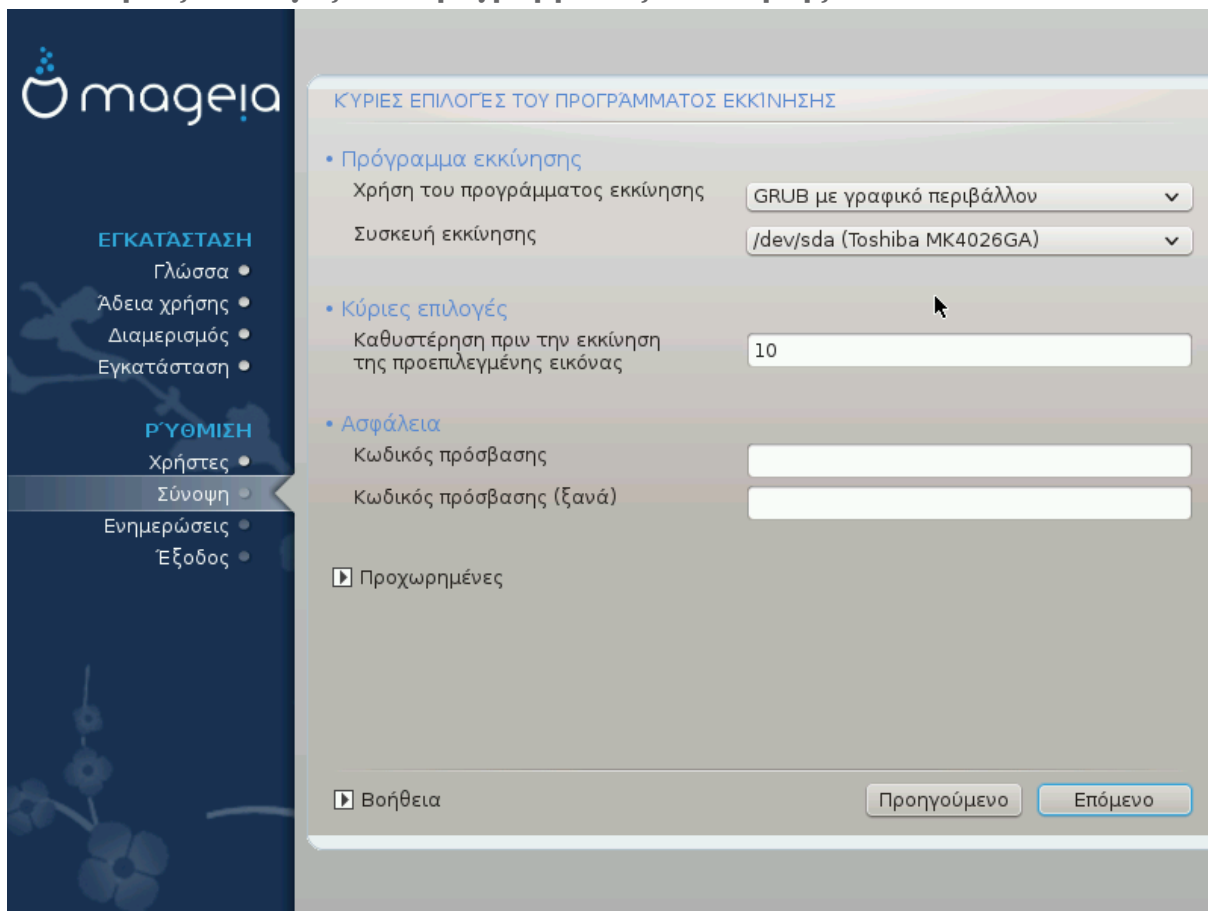 mageia
ΕΓΚΑΤΆΣΤΑΣΗ
Γλώσσα
Άδεια χρήσης
Διαμερισμός
Εγκατάσταση
ΡΎΘΜΙΣΗ
Χρήστες
Σύνοψη
Ενημερώσεις
Έξοδος
ΚΎΡΙΕΣ ΕΠΙΛΟΓΈΣ ΤΟΥ ΠΡΟΓΡΆΜΜΑΤΟΣ ΕΚΚΊΝΗΣΗΣ
• Πρόγραμμα εκκίνησης
Χρήση του προγράμματος εκκίνησης
GRUB με γραφικό περιβάλλον
Συσκευή εκκίνησης
/dev/sda (Toshiba MK4026GA)
• Κύριες επιλογές
Καθυστέρηση πριν την εκκίνηση
της προεπιλεγμένης εικόνας
10
• Ασφάλεια
Κωδικός πρόσβασης
Κωδικός πρόσβασης (ξανά)
Προχωρημένες
Βοήθεια
Προηγούμενο
Επόμενο